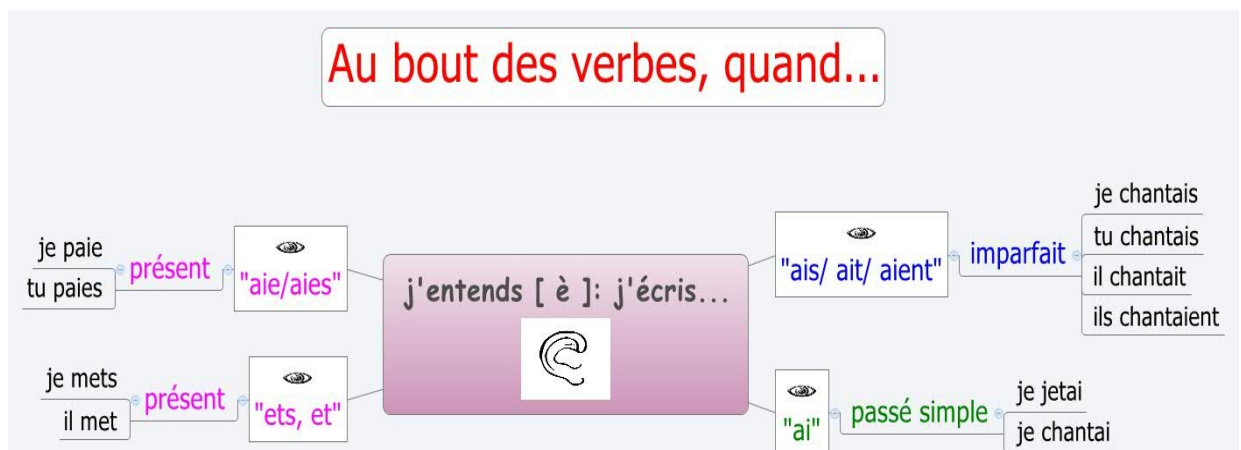 Au bout des verbes, quand...
je paie
tu paies
présent
"aie/aies"
je mets
il met
présent
"ets, et"
j'entends [ è ]: j'écris...
"ais/ ait/ aient"
imparfait
je chantais
tu chantais
il chantait
ils chantaient
"ai"
passé simple
je jetai
je chantai